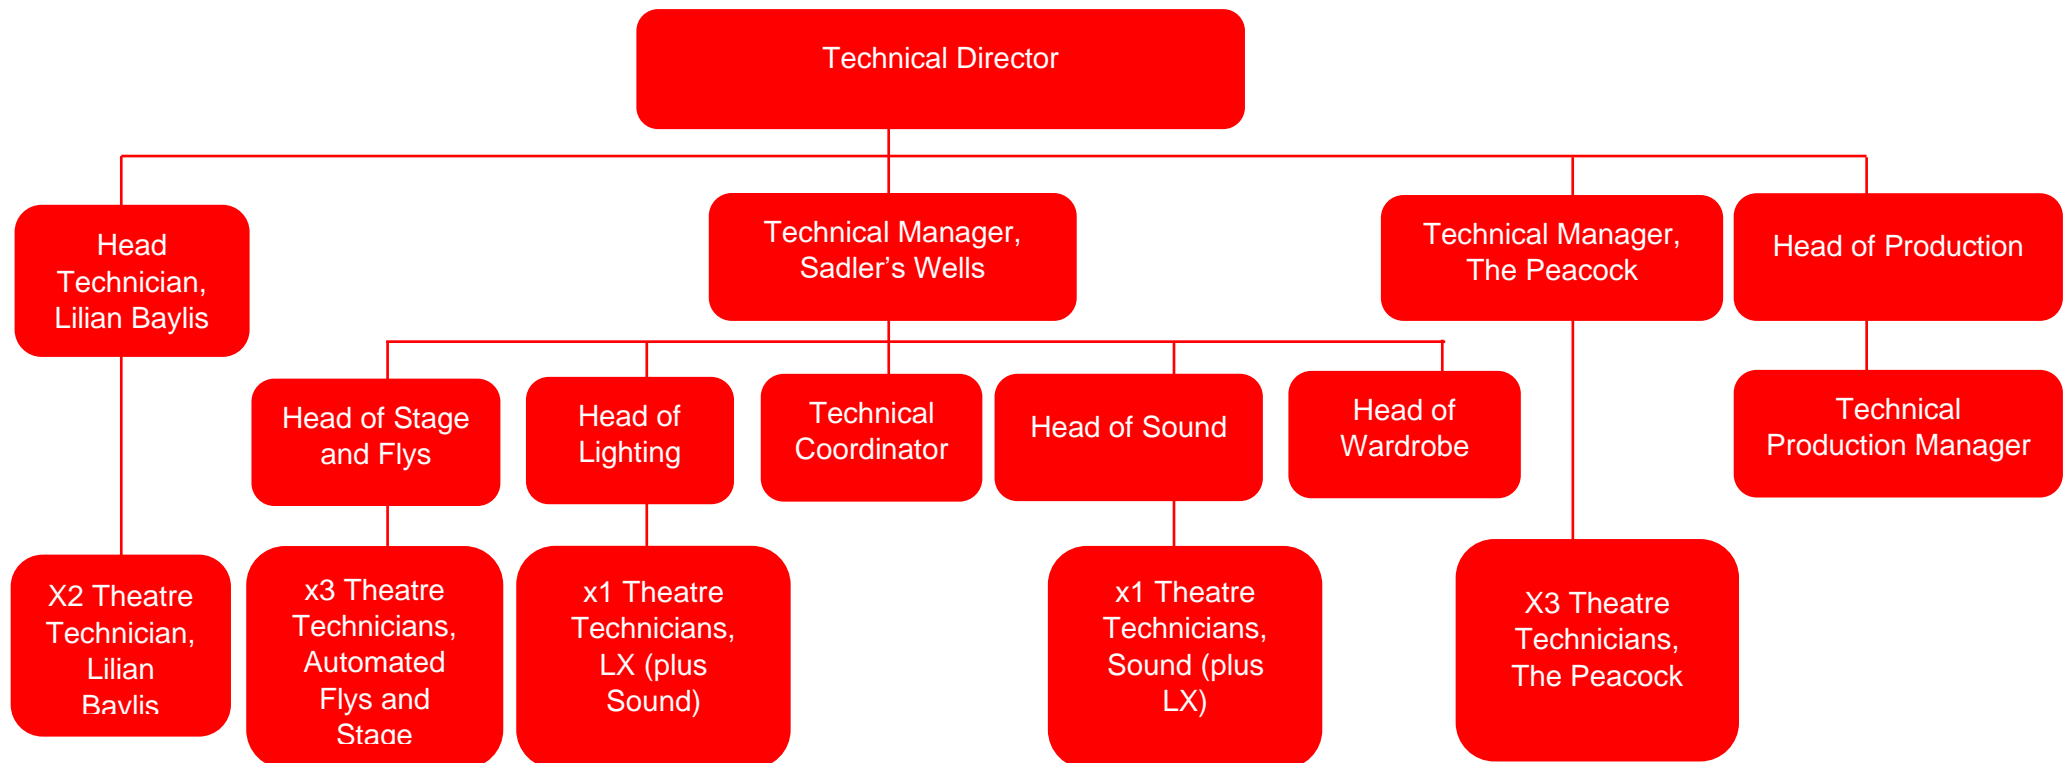 Technical Director
Head
Technician,
Lilian Baylis
Technical Manager,
Sadler’s Wells
Technical Manager,
The Peacock
Head of Production
Head of Stage
and Flys
Head of
Lighting
Technical
Coordinator
Head of Sound
Head of
Wardrobe
Technical
Production Manager
X2 Theatre
Technician,
Lilian
Baylis
x3 Theatre
Technicians,
Automated
Flys and
Stage
x1 Theatre
Technicians,
LX (plus
Sound)
x1 Theatre
Technicians,
Sound (plus
LX)
X3 Theatre
Technicians,
The Peacock